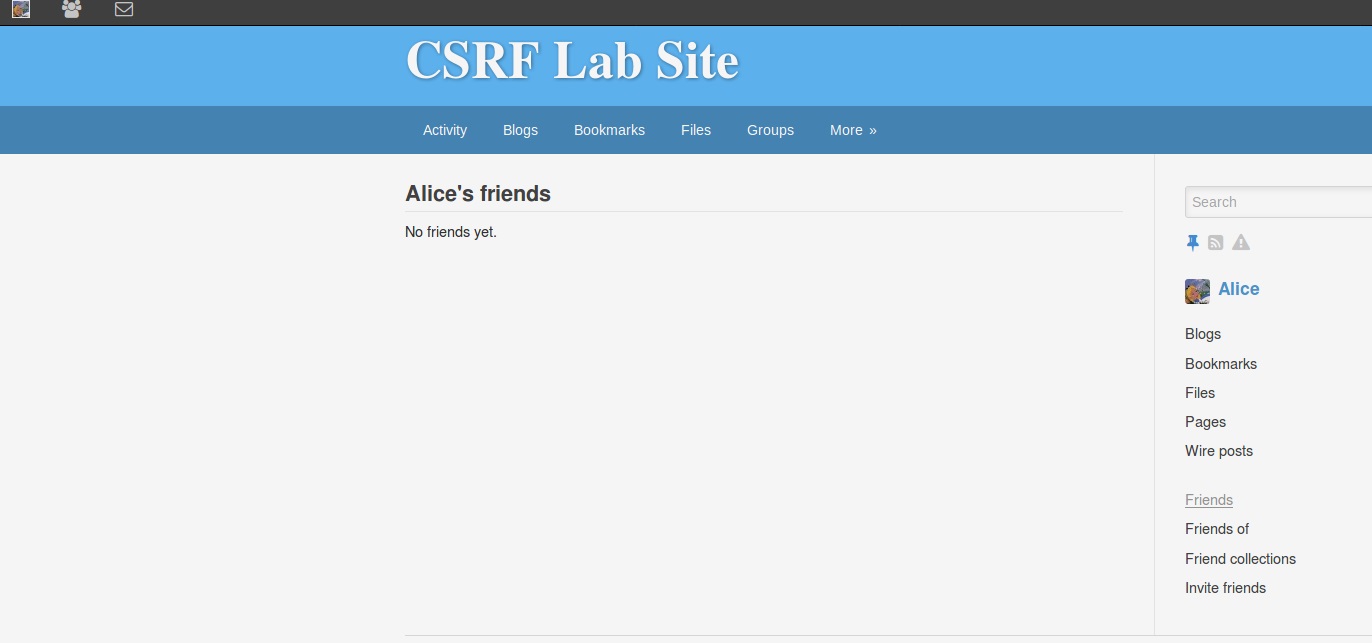 CSRF Lab Site
Activity Blogs Bookmarks Files Groups More »
Alice's friends
No friends yet.
Search
Alice
Blogs
Bookmarks
Files
Pages
Wire posts
Friends
Friends of
Friend collections
Invite friends